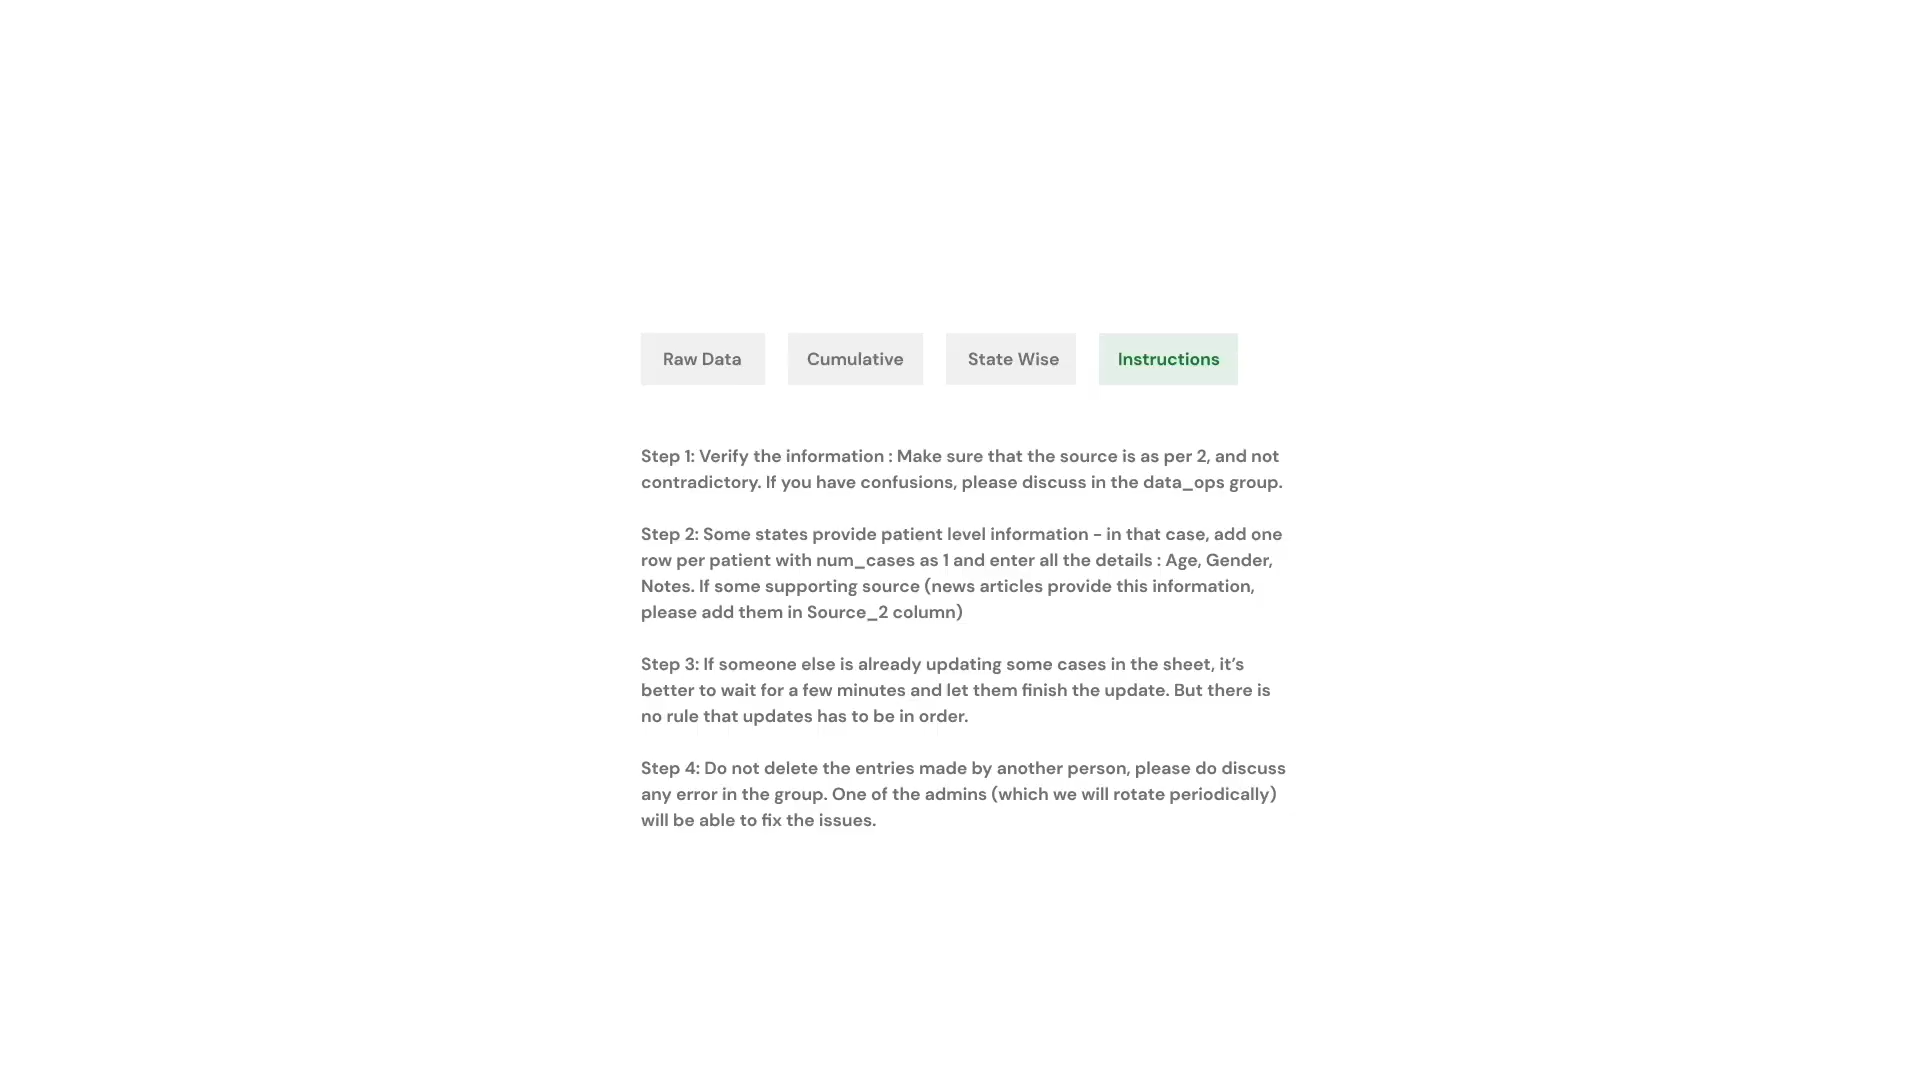 Raw Data
Cumulative
State Wise
Instructions
Step 1: Verify the information : Make sure that the source is as per 2, and not
contradictory. If you have confusions, please discuss in the data_ops group.
Step 2: Some states provide patient level information - in that case, add one
row per patient with num_cases as 1 and enter all the details : Age, Gender,
Notes. If some supporting source (news articles provide this information,
please add them in Source_2 column)
Step 3: If someone else is already updating some cases in the sheet, it’s
better to wait for a few minutes and let them finish the update. But there is
no rule that updates has to be in order.
Step 4: Do not delete the entries made by another person, please do discuss
any error in the group. One of the admins (which we will rotate periodically)
will be able to fix the issues.